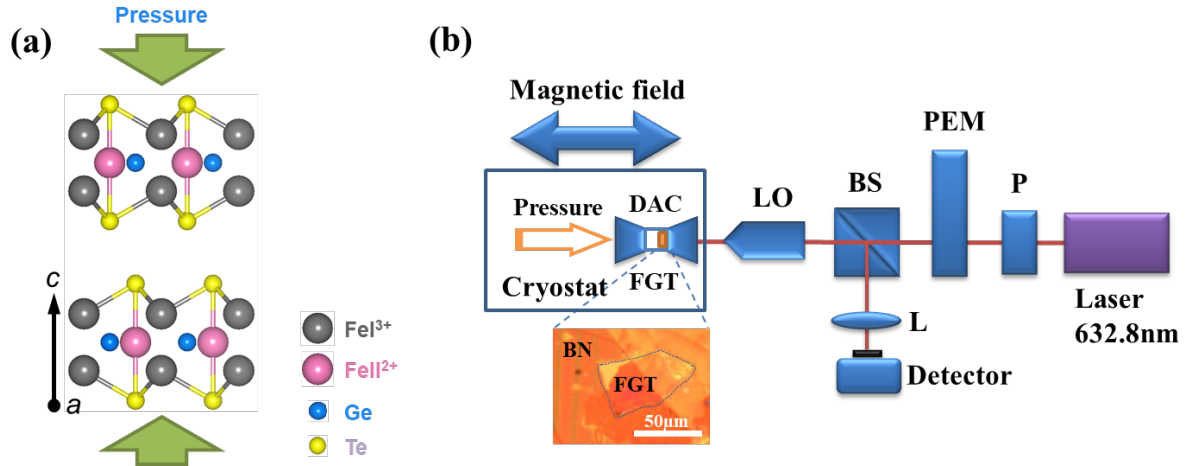 (a)
Pressure
c
a
FeI³⁺
FeII²⁺
Ge
Te
(b)
Magnetic field
PEM
BS
P
LO
DAC
Pressure
FGT
Cryostat
L
Laser
632.8nm
Detector
BN
FGT
50μm